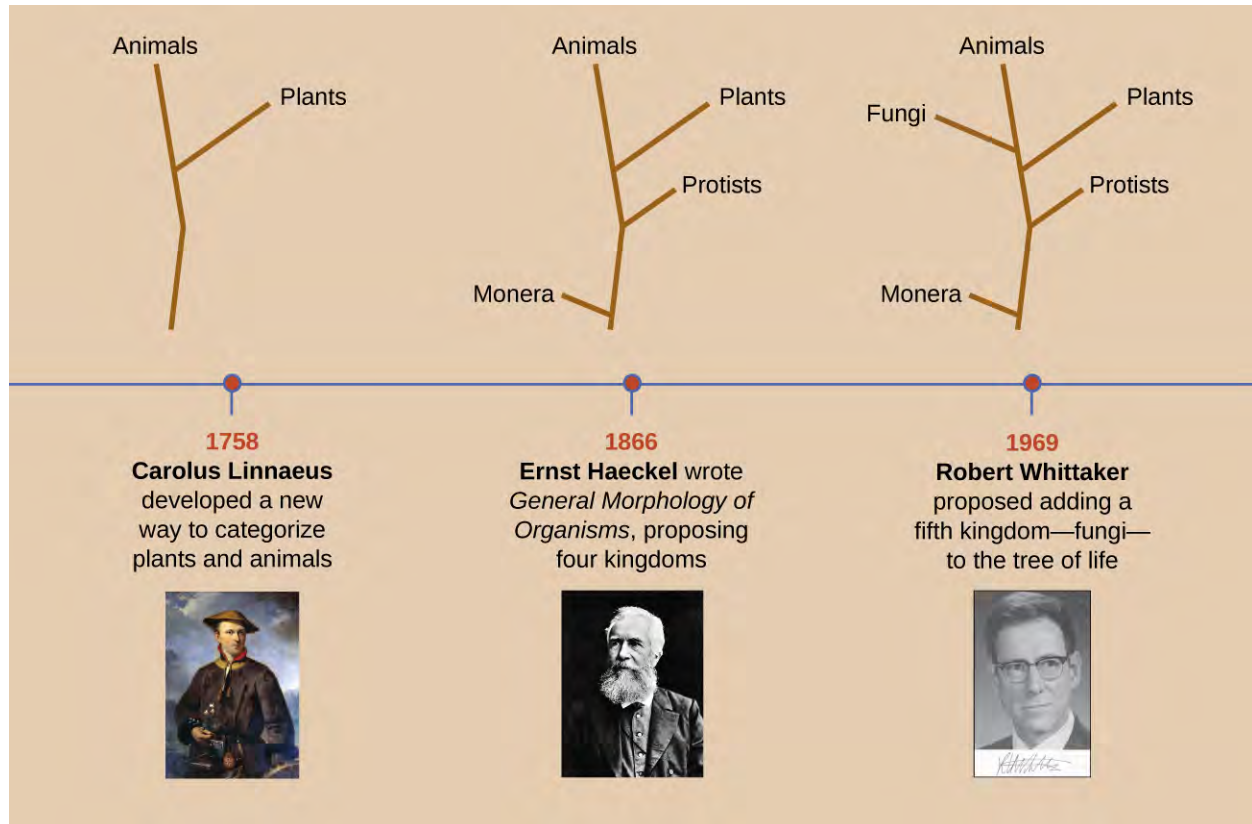 Animals
Plants
Animals
Plants
Protists
Monera
Animals
Fungi
Plants
Protists
Monera
1758
Carolus Linnaeus
developed a new
way to categorize
plants and animals
1866
Ernst Haeckel wrote
General Morphology of
Organisms, proposing
four kingdoms
1969
Robert Whittaker
proposed adding a
fifth kingdom—fungi—
to the tree of life